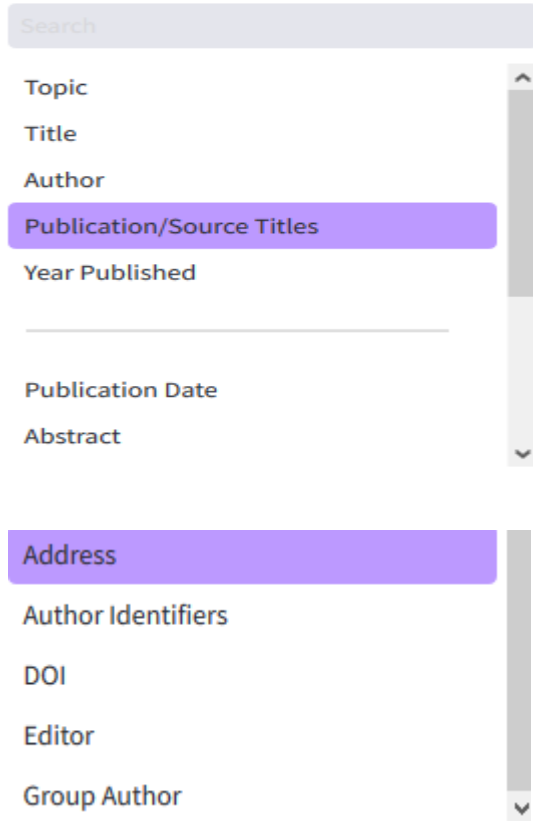 Search
Topic
Title
Author
Publication/Source Titles
Year Published
Publication Date
Abstract
Address
Author Identifiers
DOI
Editor
Group Author